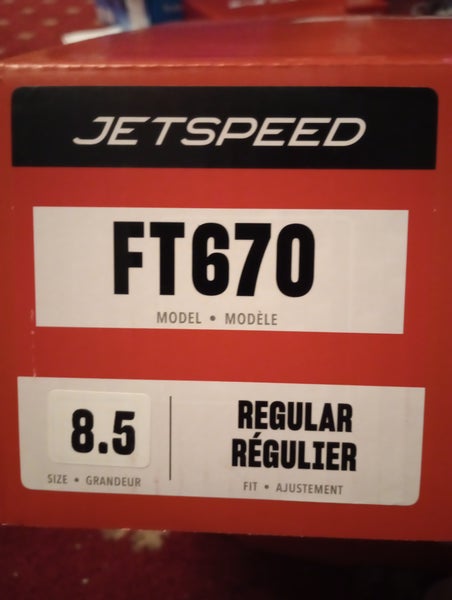 JETSPEED
FT670
MODEL • MODÈLE
8.5
SIZE • GRANDEUR
REGULAR
RÉGULIER
FIT • AJUSTEMENT